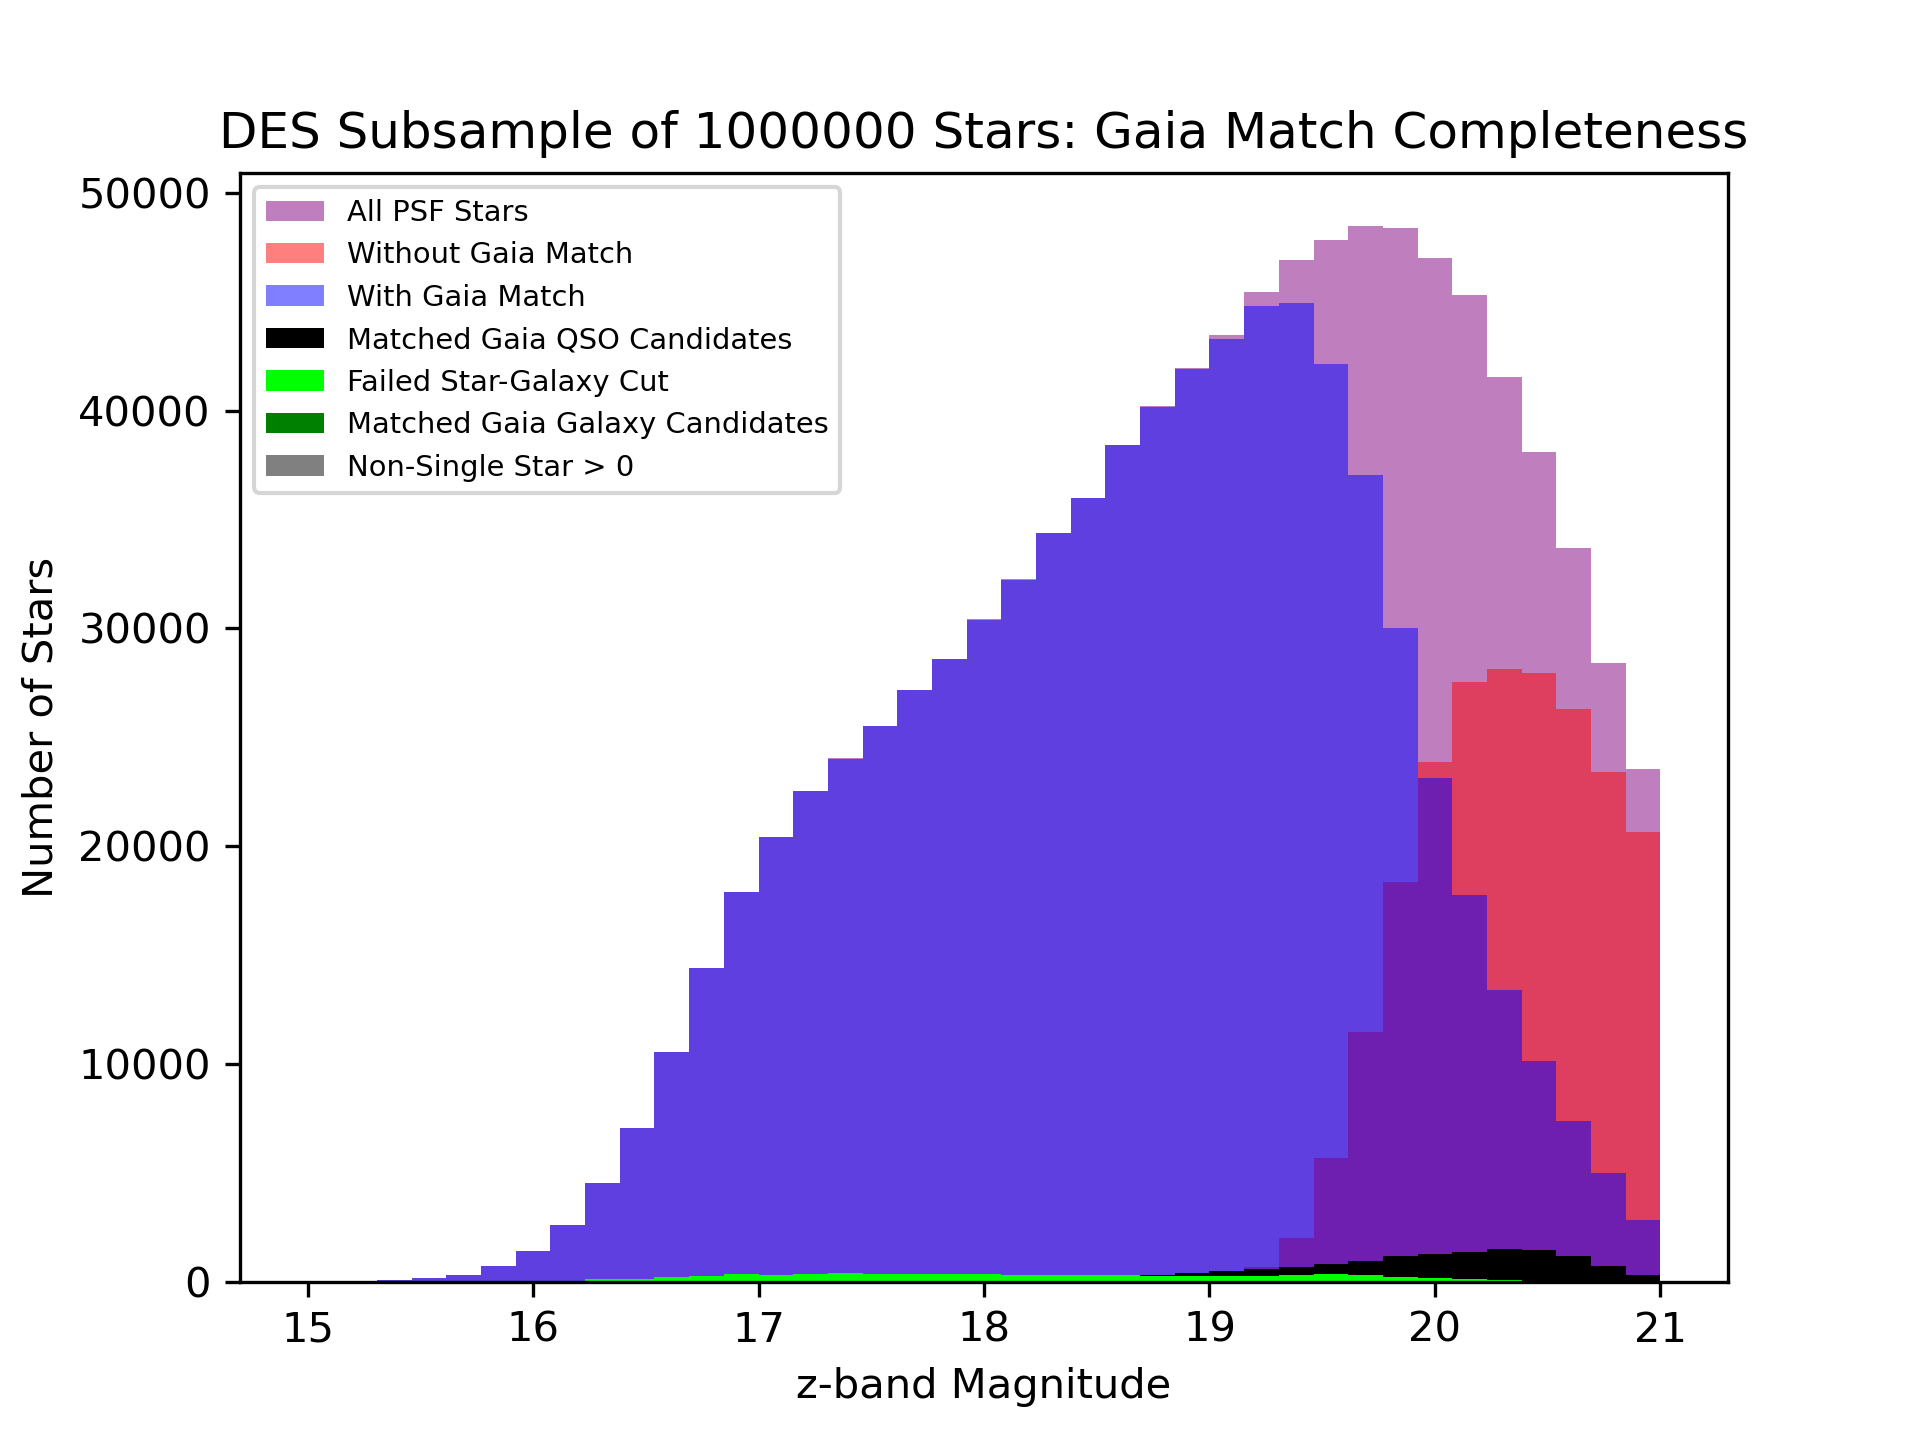 DES Subsample of 1000000 Stars: Gaia Match Completeness
50000
40000
30000
20000
10000
0
Number of Stars
All PSF Stars
Without Gaia Match
With Gaia Match
Matched Gaia QSO Candidates
Failed Star-Galaxy Cut
Matched Gaia Galaxy Candidates
Non-Single Star > 0
15 16 17 18 19 20 21
z-band Magnitude